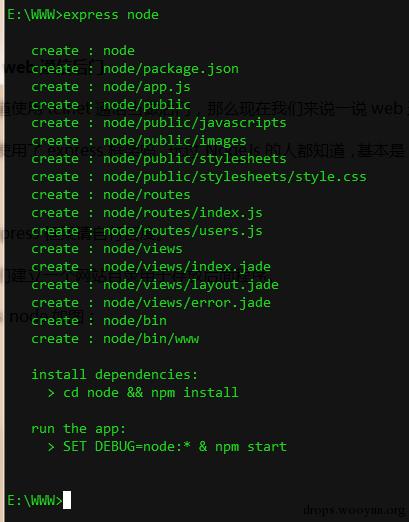 E:\WWW>express node
create : node
create : node/package.json
create : node/app.js
create : node/public
create : node/public/javascripts
create : node/public/images
create : node/public/stylesheets
create : node/public/stylesheets/style.css
create : node/routes
create : node/routes/index.js
create : node/routes/users.js
create : node/views
create : node/views/index.jade
create : node/views/layout.jade
create : node/views/error.jade
create : node/bin
create : node/bin/www
install dependencies:
> cd node && npm install
run the app:
> SET DEBUG=node:* & npm start
E:\WWW>
drops.wooyun.org